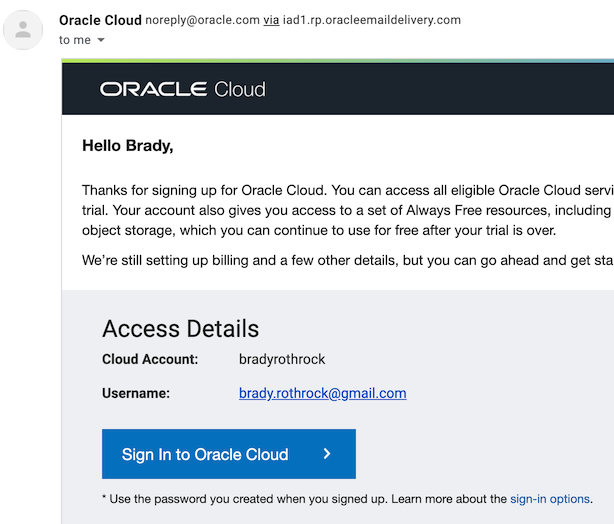 Oracle Cloud noreply@oracle.com via iad1.rp.oracleemaildelivery.com
to me
ORACLE Cloud
Hello Brady,
Thanks for signing up for Oracle Cloud. You can access all eligible Oracle Cloud servi
trial. Your account also gives you access to a set of Always Free resources, including
object storage, which you can continue to use for free after your trial is over.
We’re still setting up billing and a few other details, but you can go ahead and get sta
Access Details
Cloud Account: bradyrothrock
Username: brady.rothrock@gmail.com
Sign In to Oracle Cloud
* Use the password you created when you signed up. Learn more about the sign-in options.